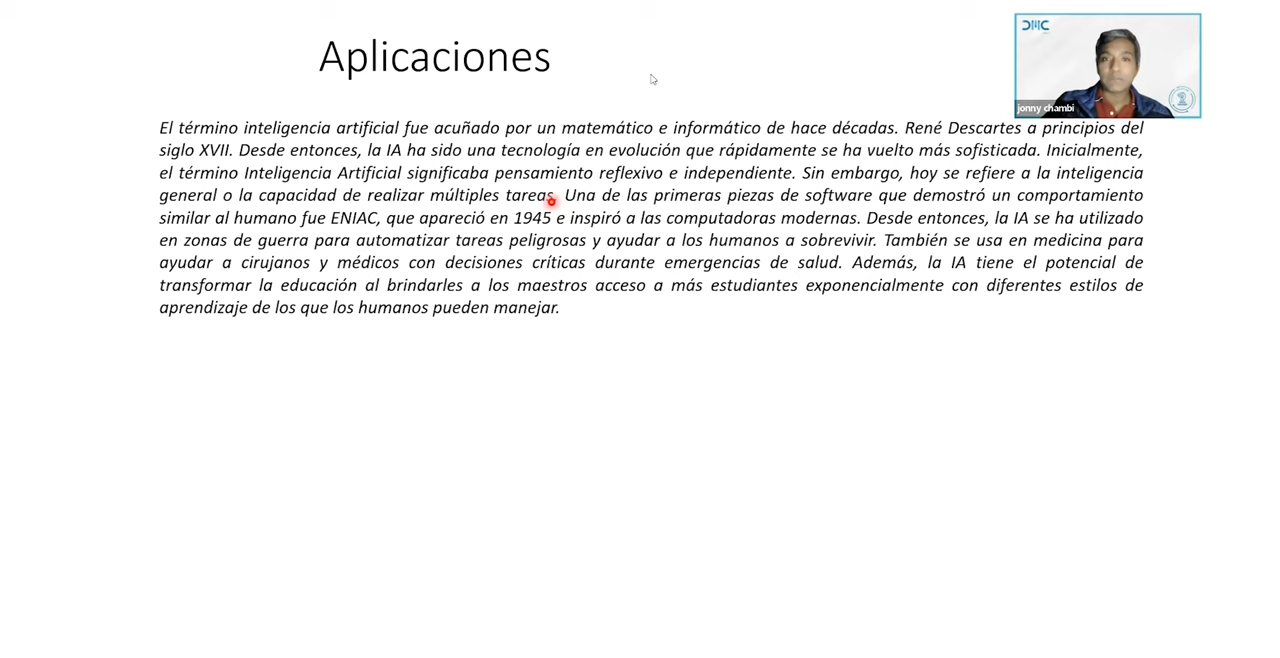 Aplicaciones
DMC
jonny chambi
El término inteligencia artificial fue acuñado por un matemático e informático de hace décadas. René Descartes a principios del
siglo XVII. Desde entonces, la IA ha sido una tecnología en evolución que rápidamente se ha vuelto más sofisticada. Inicialmente,
el término Inteligencia Artificial significaba pensamiento reflexivo e independiente. Sin embargo, hoy se refiere a la inteligencia
general o la capacidad de realizar múltiples tareas. Una de las primeras piezas de software que demostró un comportamiento
similar al humano fue ENIAC, que apareció en 1945 e inspiró a las computadoras modernas. Desde entonces, la IA se ha utilizado
en zonas de guerra para automatizar tareas peligrosas y ayudar a los humanos a sobrevivir. También se usa en medicina para
ayudar a cirujanos y médicos con decisiones críticas durante emergencias de salud. Además, la IA tiene el potencial de
transformar la educación al brindarles a los maestros acceso a más estudiantes exponencialmente con diferentes estilos de
aprendizaje de los que los humanos pueden manejar.